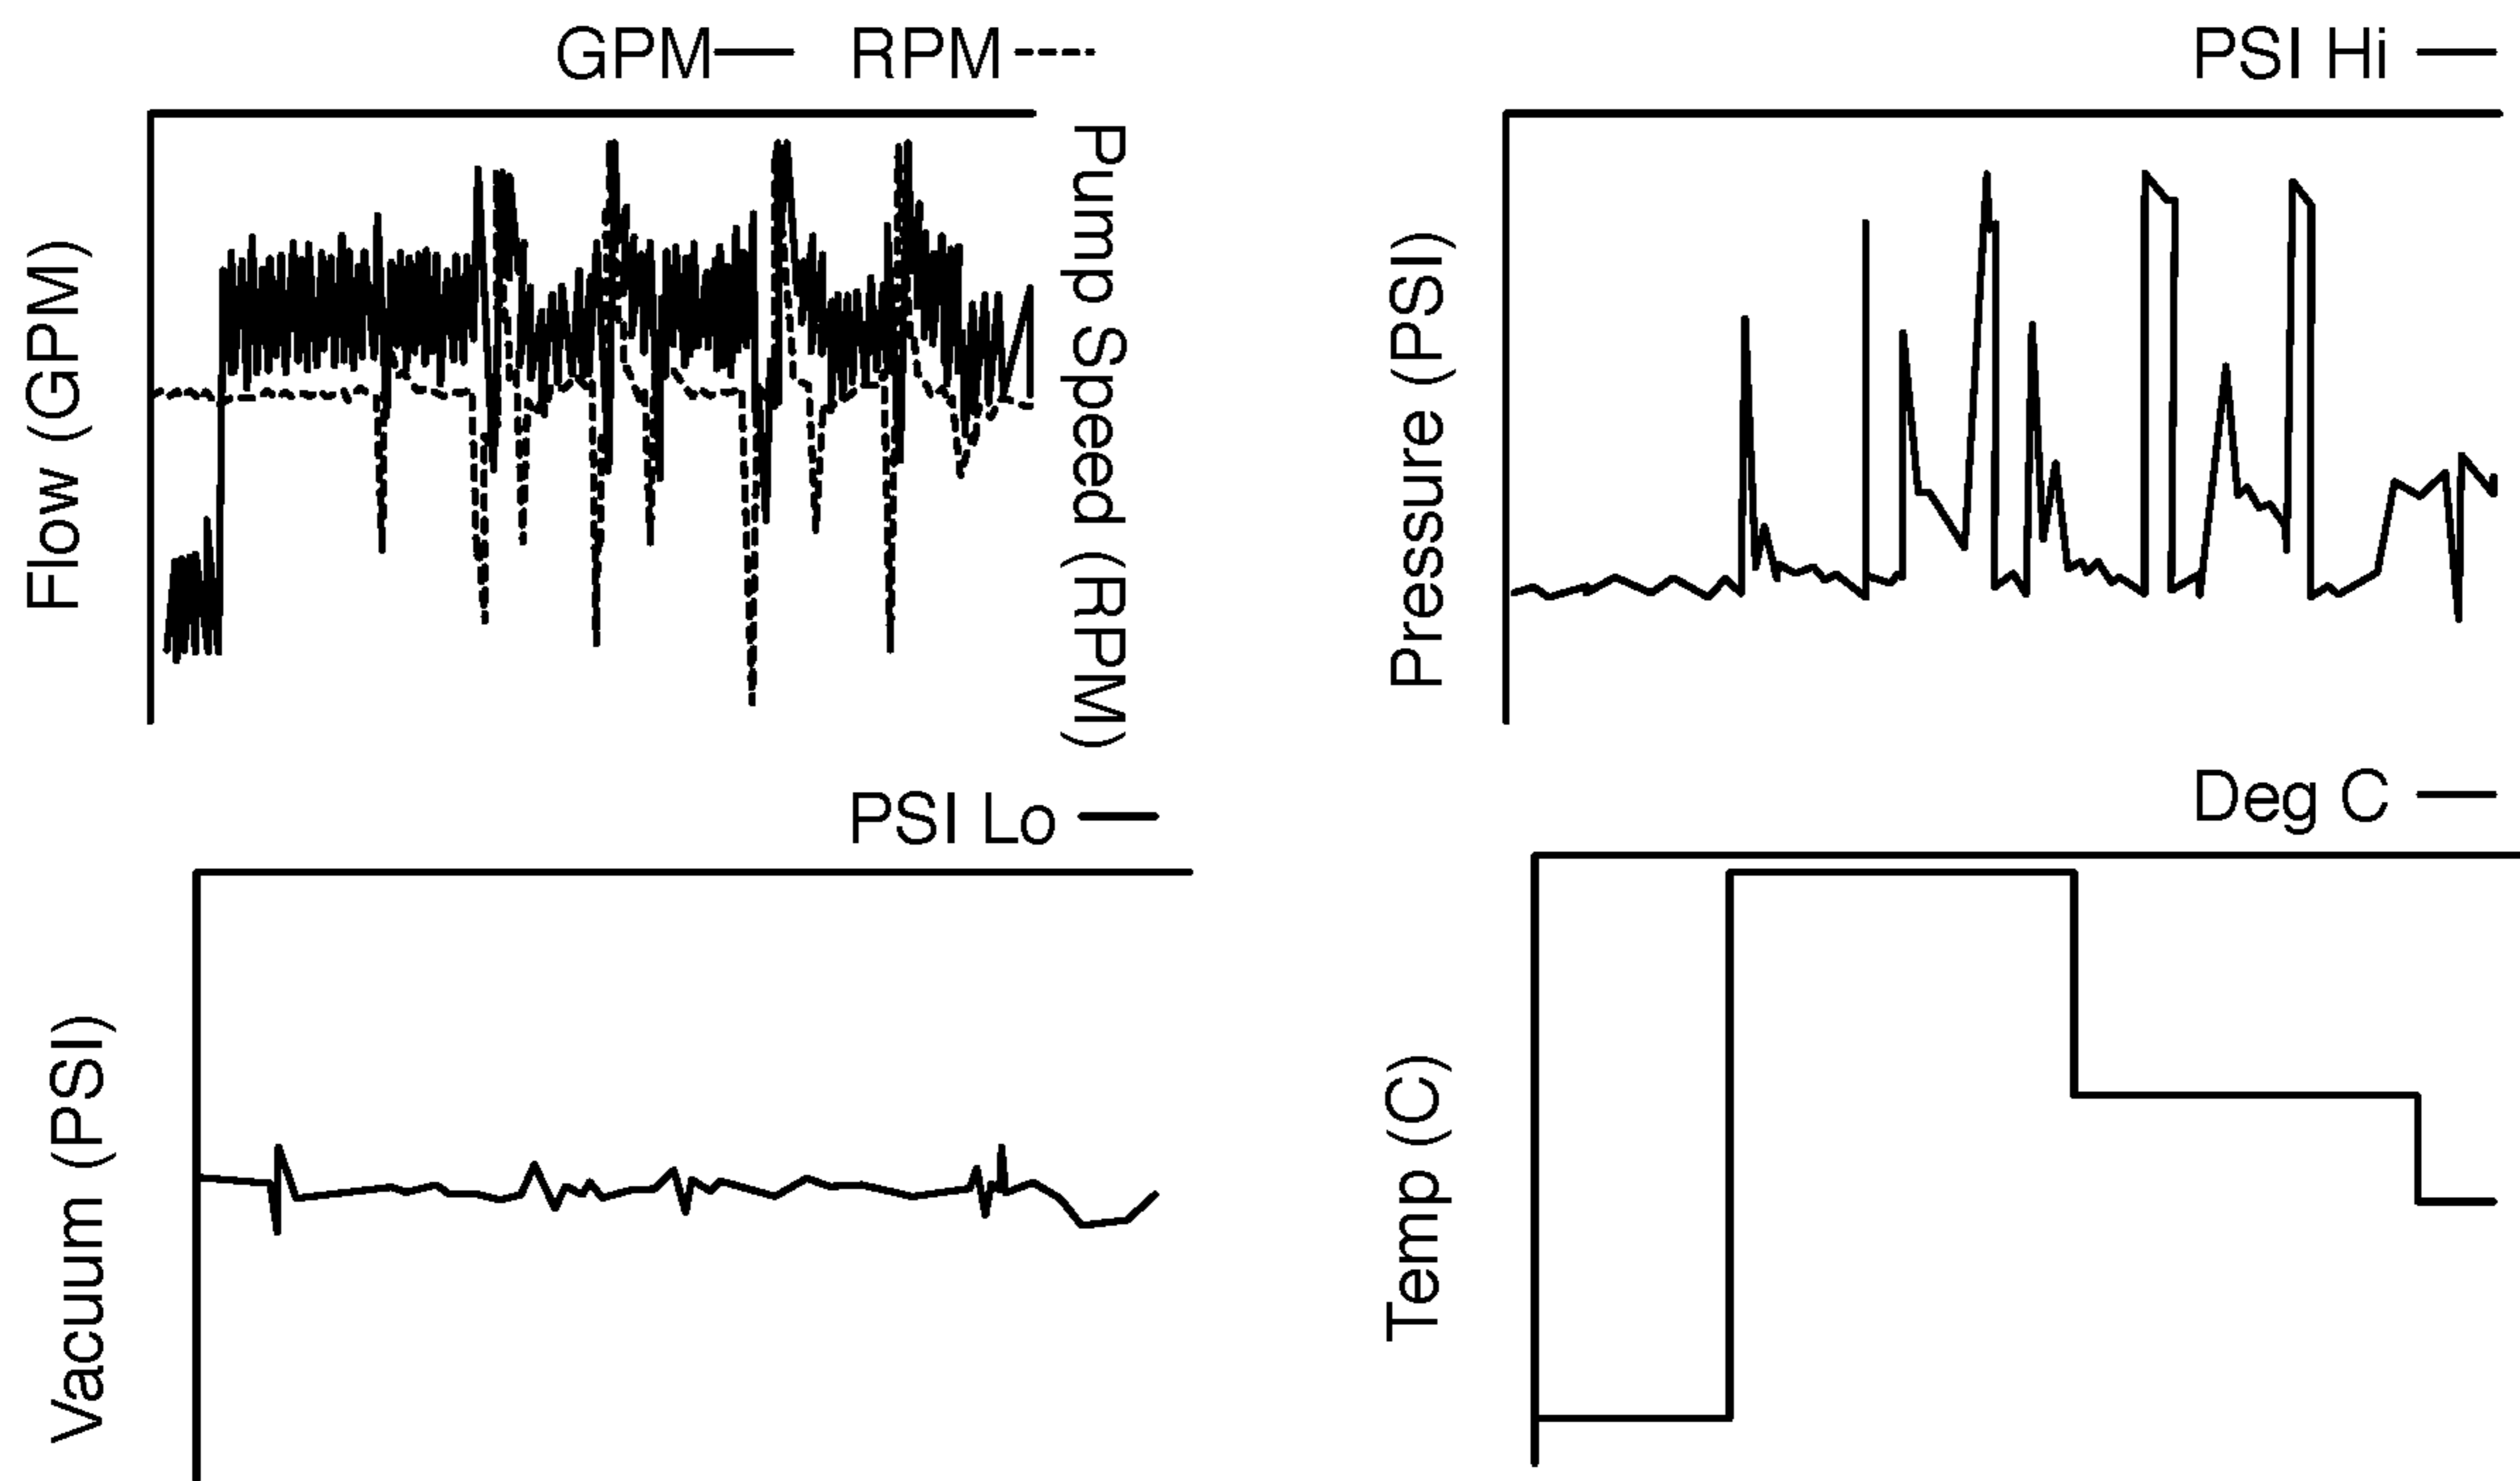 GPM
RPM
PSI Hi
Flow (GPM)
Pump Speed (RPM)
Pressure (PSI)
PSI Lo
Deg C
Vacuum (PSI)
Temp (C)